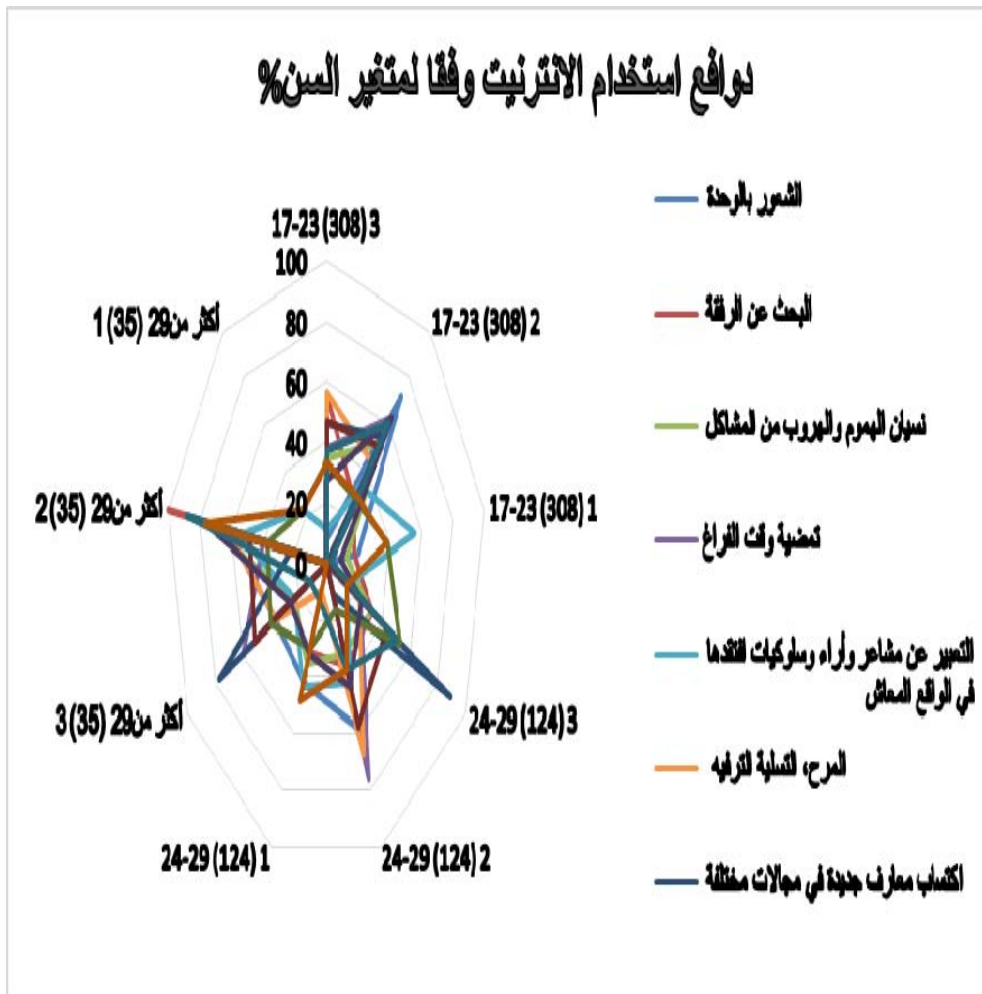 دوافع استخدام الانترنيت وفقا لمتغير السن%
17-23 (308) 3
17-23 (308) 2
17-23 (308) 1
24-29 (124) 3
24-29 (124) 2
24-29 (124) 1
أكثر من29 (35) 3
أكثر من29 (35) 2
أكثر من29 (35) 1
100
80
60
40
20
0
الشعور بالوحدة
البحث عن الرفقة
نسيان الهموم والهروب من المشاكل
تمضية وقت الفراغ
التعبير عن مشاعر وأراء وسلوكيات افتقدها
في الواقع المعاش
المرح، التسلية الترفيه
اكتساب معارف جديدة في مجالات مختلفة